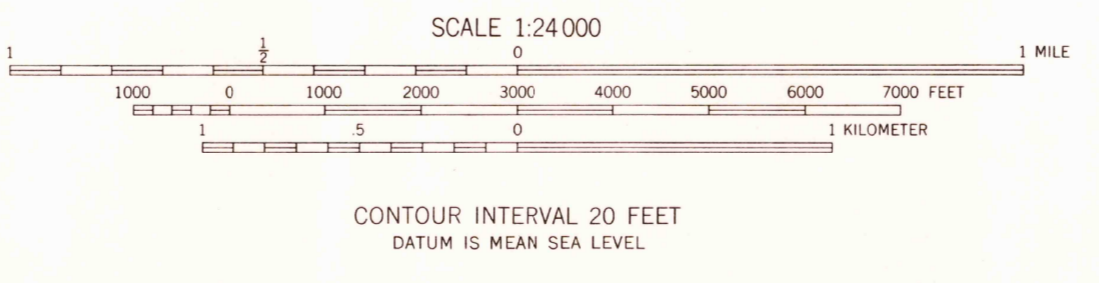 SCALE 1:24 000
1 1/2 0 1 MILE
1000 0 1000 2000 3000 4000 5000 6000 7000 FEET
1 .5 0 1 KILOMETER
CONTOUR INTERVAL 20 FEET
DATUM IS MEAN SEA LEVEL